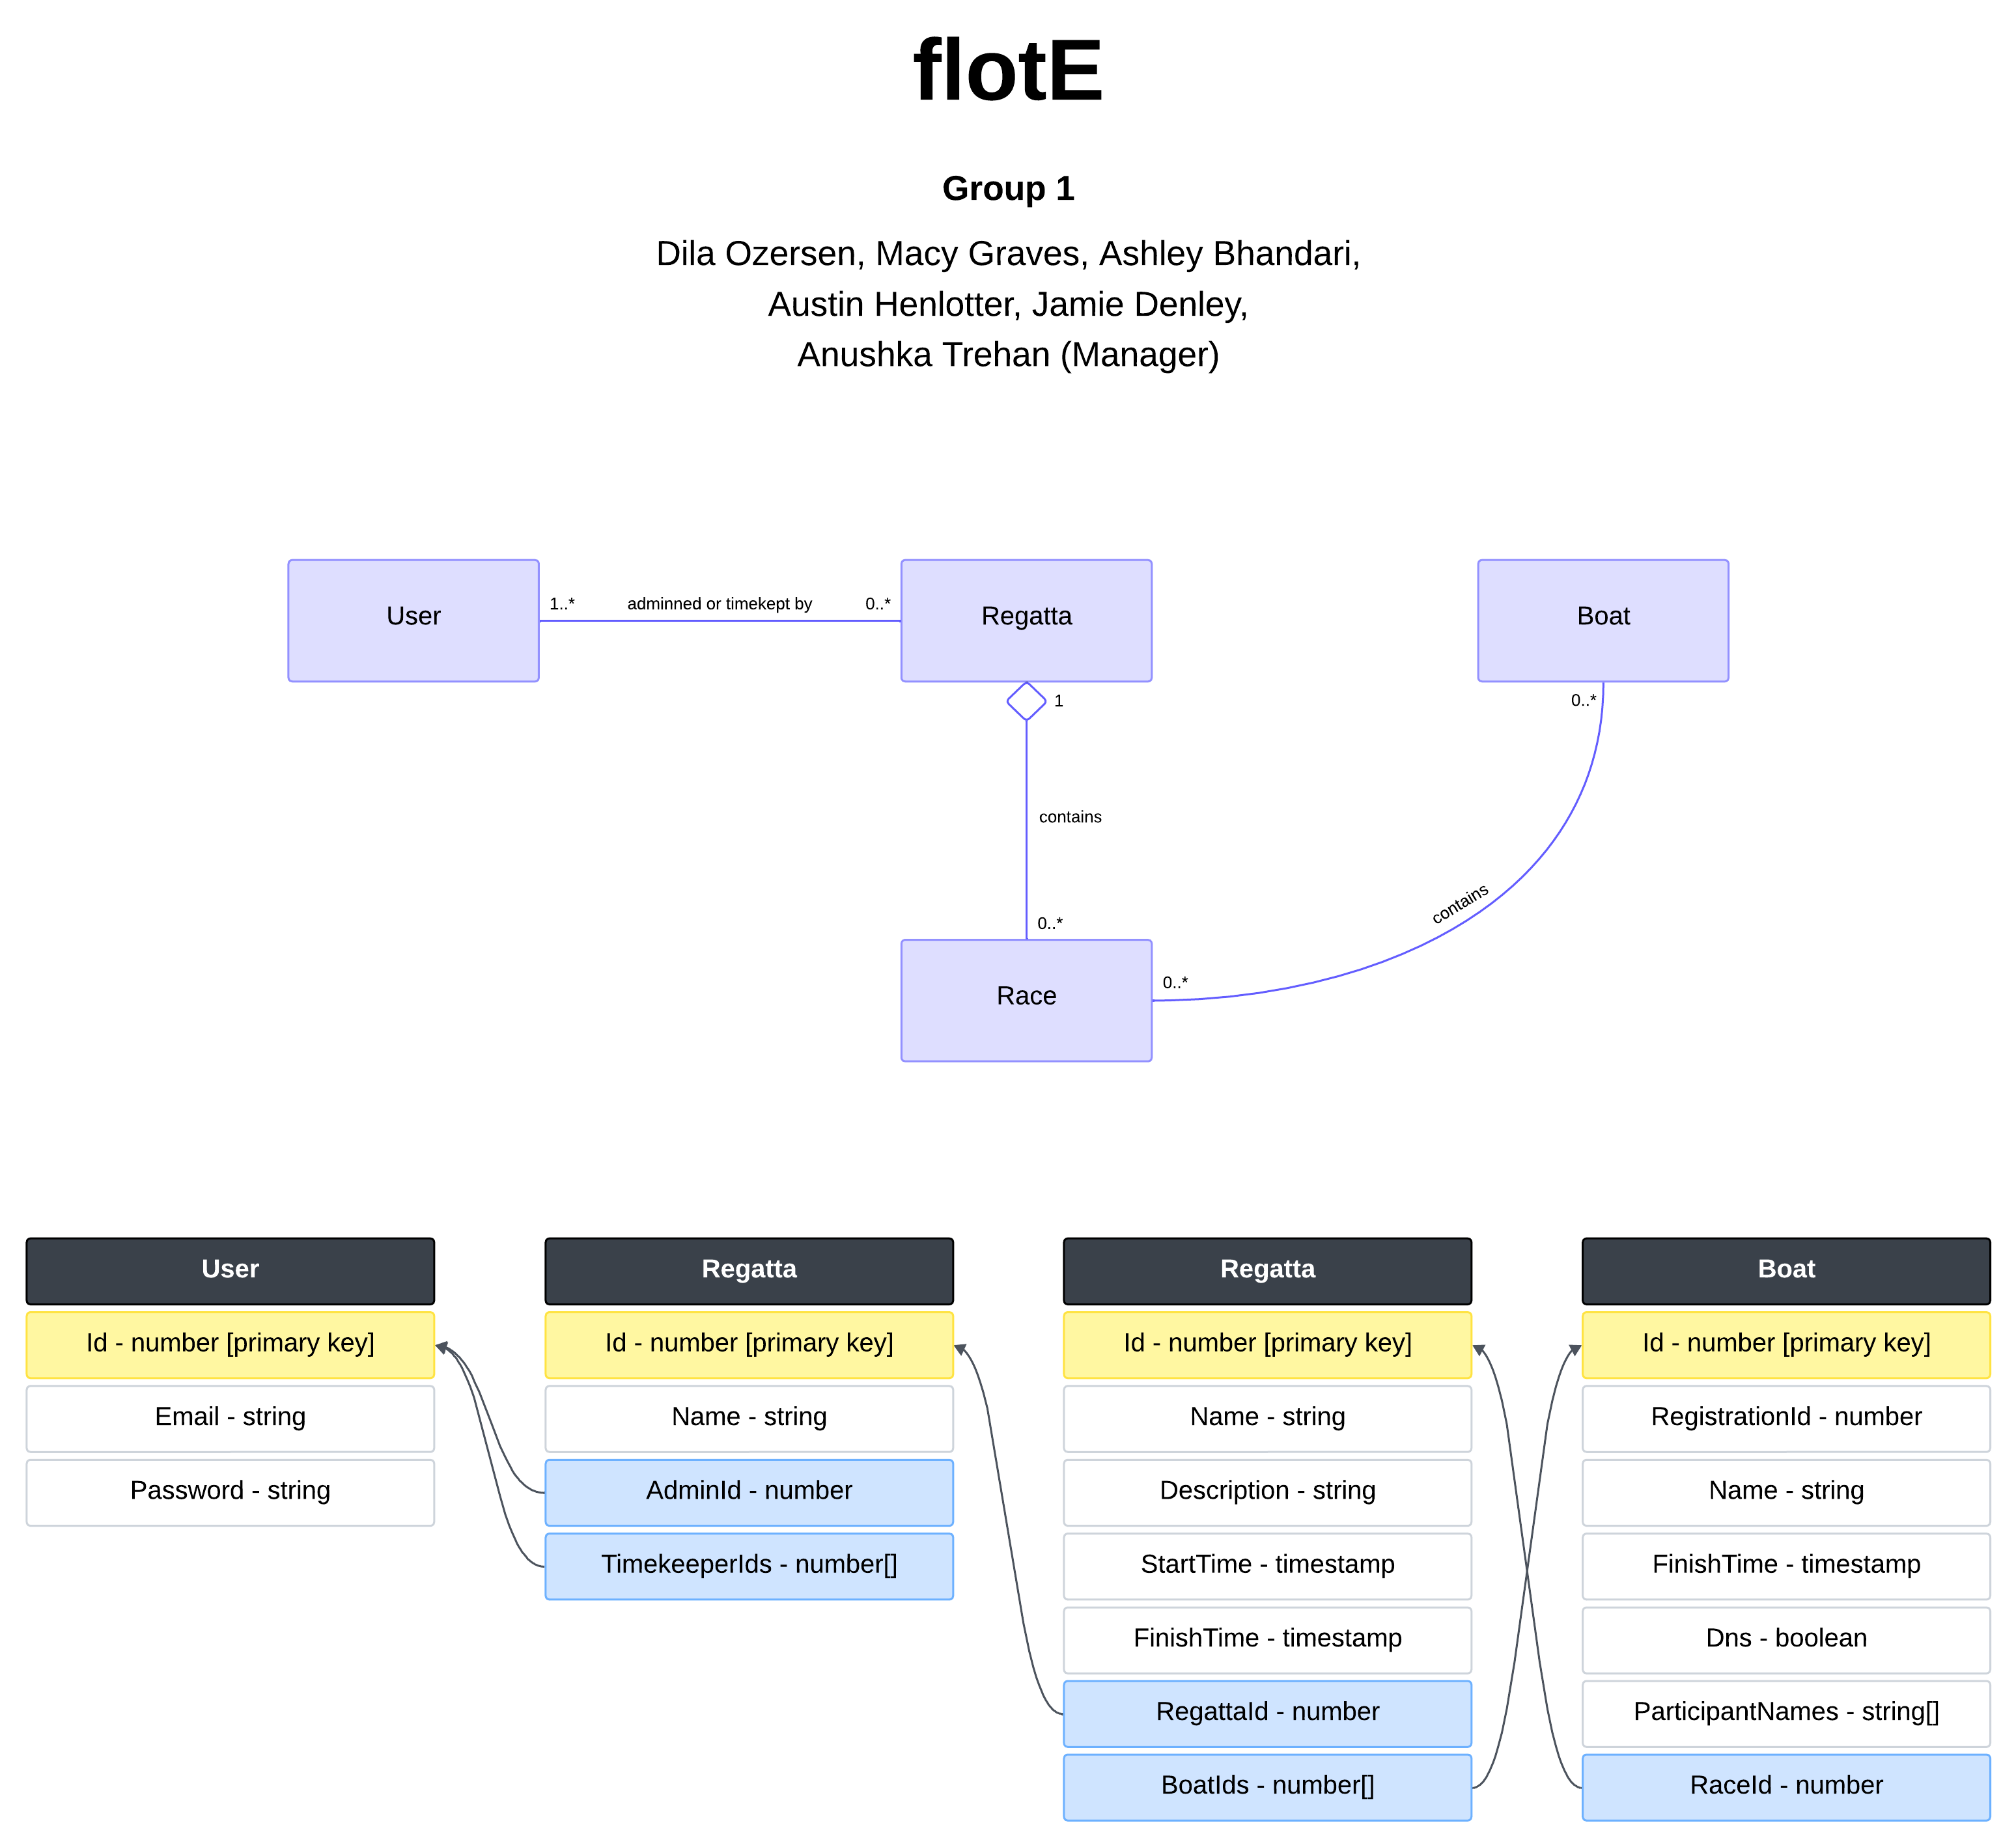 flotE
Group 1
Dila Ozersen, Macy Graves, Ashley Bhandari,
Austin Henlotter, Jamie Denley,
Anushka Trehan (Manager)
User
1..*
adminned or timekept by
0..*
Regatta
Boat
1
0..*
contains
contains
0..*
Race
0..*
User
Id - number [primary key]
Email - string
Password - string
Regatta
Id - number [primary key]
Name - string
AdminId - number
TimekeeperIds - number[]
Regatta
Id - number [primary key]
Name - string
Description - string
StartTime - timestamp
FinishTime - timestamp
RegattaId - number
BoatIds - number[]
Boat
Id - number [primary key]
RegistrationId - number
Name - string
FinishTime - timestamp
Dns - boolean
ParticipantNames - string[]
RaceId - number